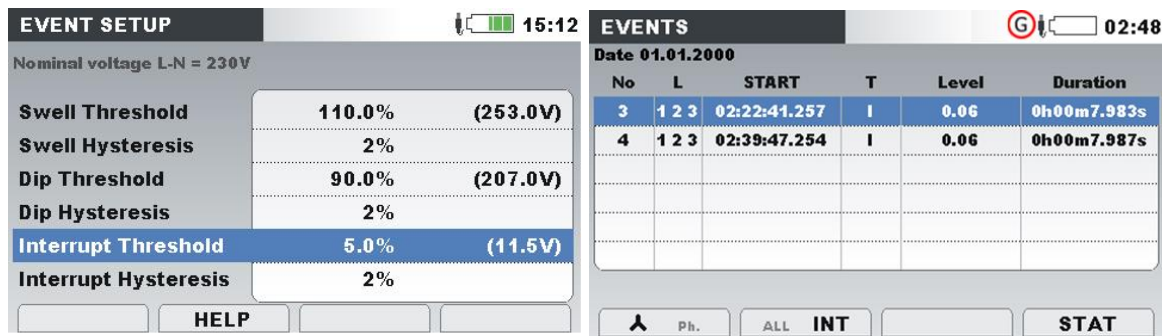 EVENT SETUP 15:12
Nominal voltage L-N = 230V
Swell Threshold 110.0% (253.0V)
Swell Hysteresis 2%
Dip Threshold 90.0% (207.0V)
Dip Hysteresis 2%
Interrupt Threshold 5.0% (11.5V)
Interrupt Hysteresis 2%
HELP
EVENTS G 02:48
Date 01.01.2000
No L START T Level Duration
3 1 2 3 02:22:41.257 I 0.06 0h00m7.983s
4 1 2 3 02:39:47.254 I 0.06 0h00m7.987s
Ph. ALL INT STAT